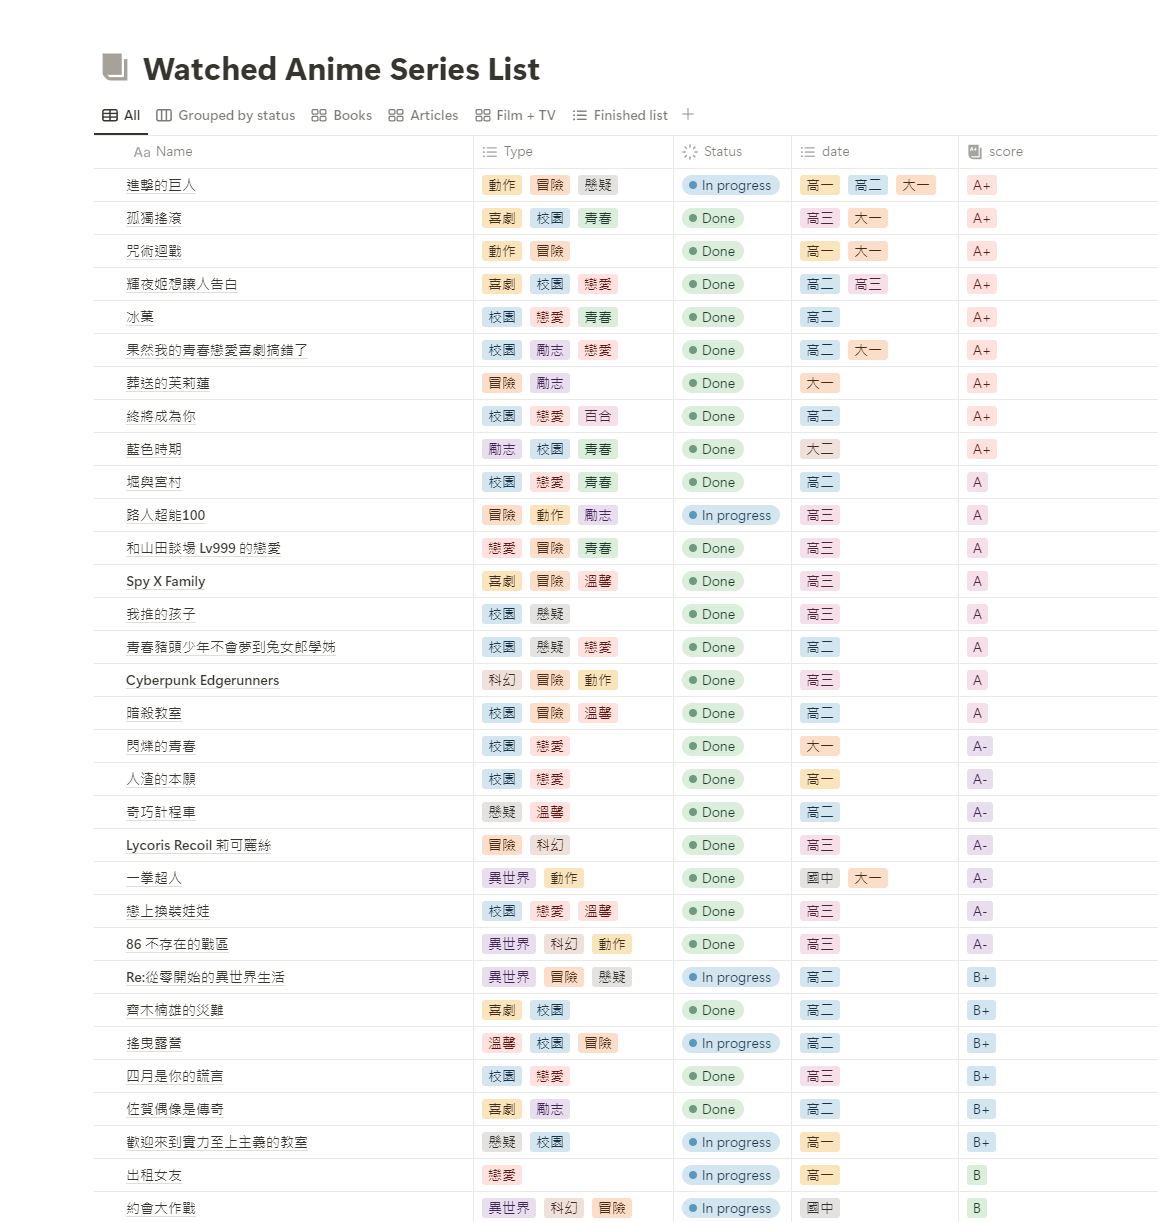 Watched Anime Series List
All Grouped by status Books Articles Film + TV Finished list
Aa Name Type Status date score
進擊的巨人 動作 冒險 懸疑 In progress 高一 高二 大一 A+
孤獨搖滾 喜劇 校園 青春 Done 高三 大一 A+
咒術迴戰 動作 冒險 Done 高一 大一 A+
輝夜姬想讓人告白 喜劇 校園 戀愛 Done 高二 高三 A+
冰菓 校園 戀愛 青春 Done 高二 A+
果然我的青春戀愛喜劇搞錯了 校園 勵志 戀愛 Done 高二 大一 A+
葬送的芙莉蓮 冒險 勵志 Done 大一 A+
終將成為你 校園 戀愛 百合 Done 高二 A+
藍色時期 勵志 校園 青春 Done 大二 A+
堀與宮村 校園 戀愛 青春 Done 高二 A
路人超能100 冒險 動作 勵志 In progress 高三 A
和山田談場 Lv999 的戀愛 戀愛 冒險 青春 Done 高三 A
Spy X Family 喜劇 冒險 溫馨 Done 高三 A
我推的孩子 校園 懸疑 Done 高三 A
青春豬頭少年不會夢到兔女郎學姊 校園 懸疑 戀愛 Done 高二 A
Cyberpunk Edgerunners 科幻 冒險 動作 Done 高三 A
暗殺教室 校園 冒險 溫馨 Done 高二 A
閃爍的青春 校園 戀愛 Done 大一 A-
人渣的本願 校園 戀愛 Done 高一 A-
奇巧計程車 懸疑 溫馨 Done 高二 A-
Lycoris Recoil 莉可麗絲 冒險 科幻 Done 高三 A-
一拳超人 異世界 動作 Done 國中 大一 A-
戀上換裝娃娃 校園 戀愛 溫馨 Done 高三 A-
86 不存在的戰區 異世界 科幻 動作 Done 高三 A-
Re:從零開始的異世界生活 異世界 冒險 懸疑 In progress 高二 B+
齊木楠雄的災難 喜劇 校園 Done 高二 B+
搖曳露營 溫馨 校園 冒險 In progress 高二 B+
四月是你的謊言 校園 戀愛 Done 高三 B+
佐賀偶像是傳奇 喜劇 勵志 Done 高二 B+
歡迎來到實力至上主義的教室 懸疑 校園 In progress 高一 B+
出租女友 戀愛 In progress 高一 B
約會大作戰 異世界 科幻 冒險 In progress 國中 B